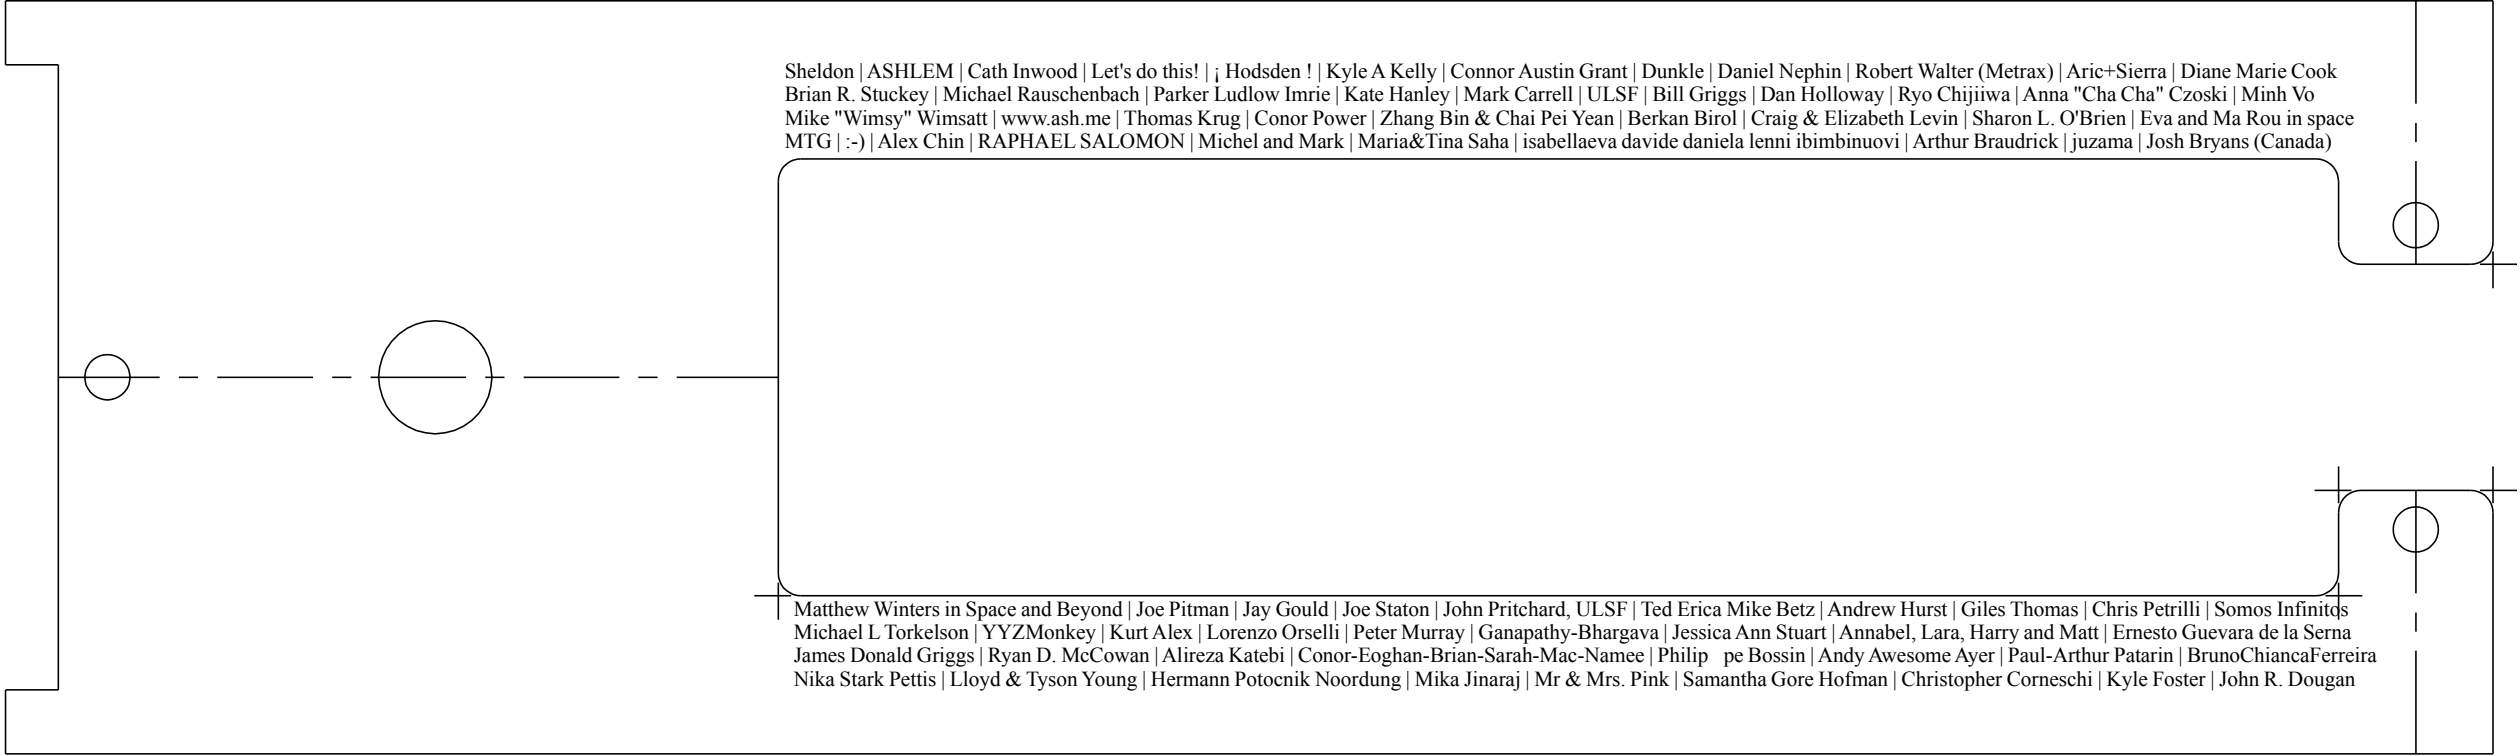 Sheldon | ASHLEM | Cath Inwood | Let's do this! | ¡ Hodsden ! | Kyle A Kelly | Connor Austin Grant | Dunkle | Daniel Nephin | Robert Walter (Metrax) | Aric+Sierra | Diane Marie Cook
Brian R. Stuckey | Michael Rauschenbach | Parker Ludlow Imrie | Kate Hanley | Mark Carrell | ULSF | Bill Griggs | Dan Holloway | Ryo Chijiiwa | Anna "Cha Cha" Czoski | Minh Vo
Mike "Wimsy" Wimsatt | www.ash.me | Thomas Krug | Conor Power | Zhang Bin & Chai Pei Yean | Berkan Birol | Craig & Elizabeth Levin | Sharon L. O'Brien | Eva and Ma Rou in space
MTG | :-) | Alex Chin | RAPHAEL SALOMON | Michel and Mark | Maria&Tina Saha | isabellaeva davide daniela lenni ibimbinuovi | Arthur Braudrick | juzama | Josh Bryans (Canada)
Matthew Winters in Space and Beyond | Joe Pitman | Jay Gould | Joe Staton | John Pritchard, ULSF | Ted Erica Mike Betz | Andrew Hurst | Giles Thomas | Chris Petrilli | Somos Infinitos
Michael L Torkelson | YYZMonkey | Kurt Alex | Lorenzo Orselli | Peter Murray | Ganapathy-Bhargava | Jessica Ann Stuart | Annabel, Lara, Harry and Matt | Ernesto Guevara de la Serna
James Donald Griggs | Ryan D. McCowan | Alireza Katebi | Conor-Eoghan-Brian-Sarah-Mac-Namee | Philip pe Bossin | Andy Awesome Ayer | Paul-Arthur Patarin | BrunoChiancaFerreira
Nika Stark Pettis | Lloyd & Tyson Young | Hermann Potocnik Noordung | Mika Jinaraj | Mr & Mrs. Pink | Samantha Gore Hofman | Christopher Corneschi | Kyle Foster | John R. Dougan